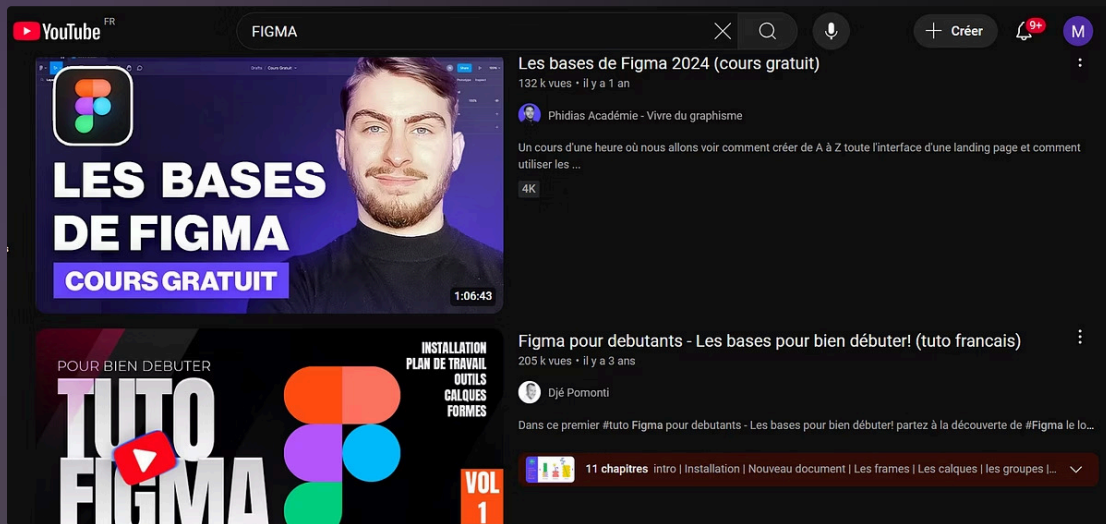 YouTube FR
FIGMA
Créer
9+
M
LES BASES
DE FIGMA
COURS GRATUIT
1:06:43
Les bases de Figma 2024 (cours gratuit)
132 k vues • il y a 1 an
Phidias Académie - Vivre du graphisme
Un cours d'une heure où nous allons voir comment créer de A à Z toute l'interface d'une landing page et comment
utiliser les ...
4K
POUR BIEN DEBUTER
TUTO
FIGMA
INSTALLATION
PLAN DE TRAVAIL
OUTILS
CALQUES
FORMES
VOL
1
Figma pour debutants - Les bases pour bien débuter! (tuto francais)
205 k vues • il y a 3 ans
Djé Pomonti
Dans ce premier #tuto Figma pour debutants - Les bases pour bien débuter! partez à la découverte de #Figma le lo...
11 chapitres intro | Installation | Nouveau document | Les frames | Les calques | les groupes |...